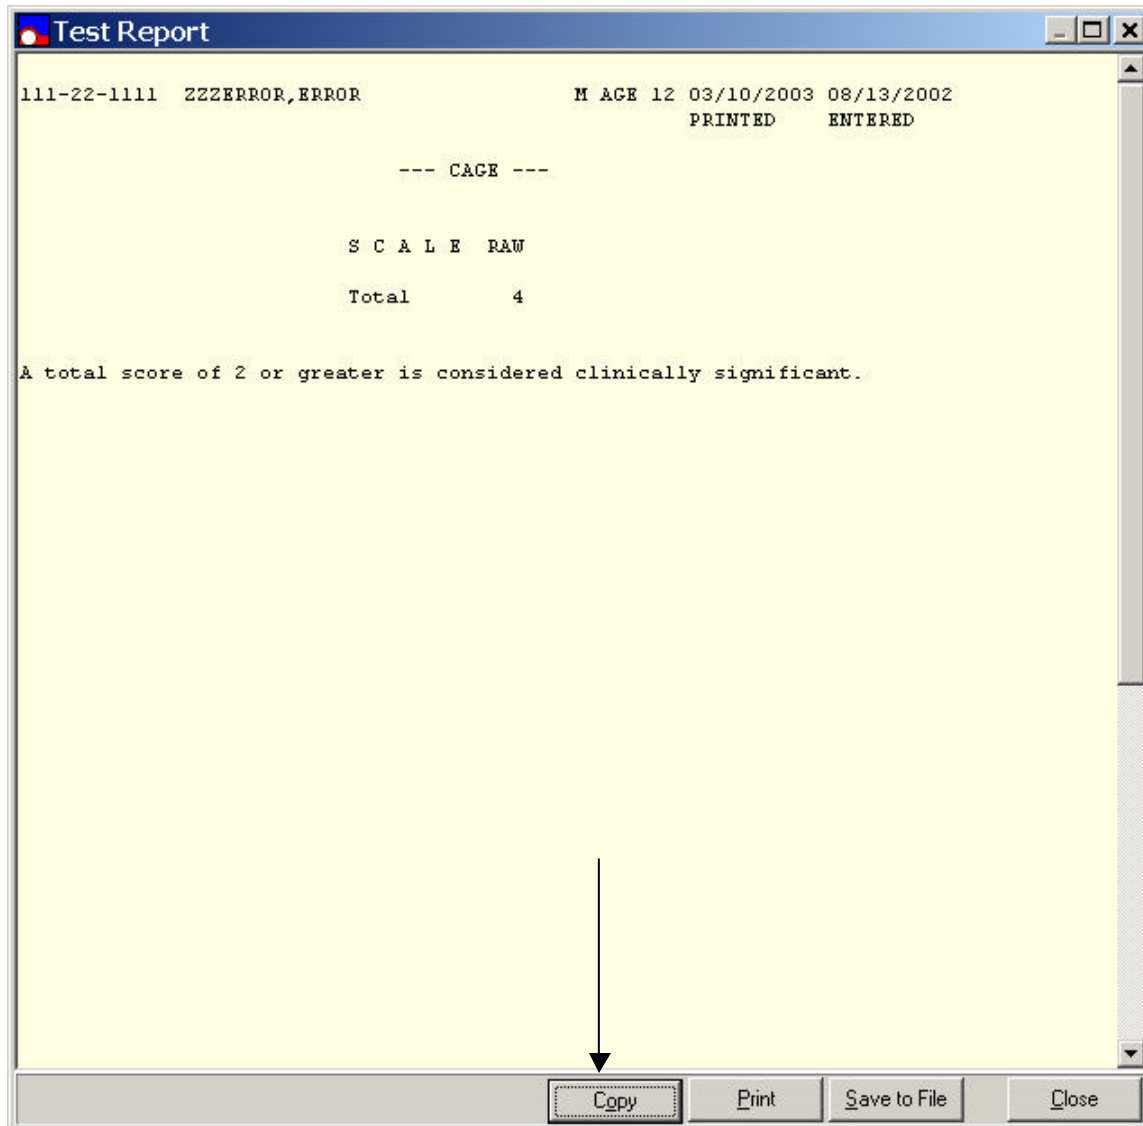 Test Report
111-22-1111 ZZZERROR,ERROR M AGE 12 03/10/2003 08/13/2002
PRINTED ENTERED
--- CAGE ---
S C A L E RAW
Total 4
A total score of 2 or greater is considered clinically significant.
Copy Print Save to File Close